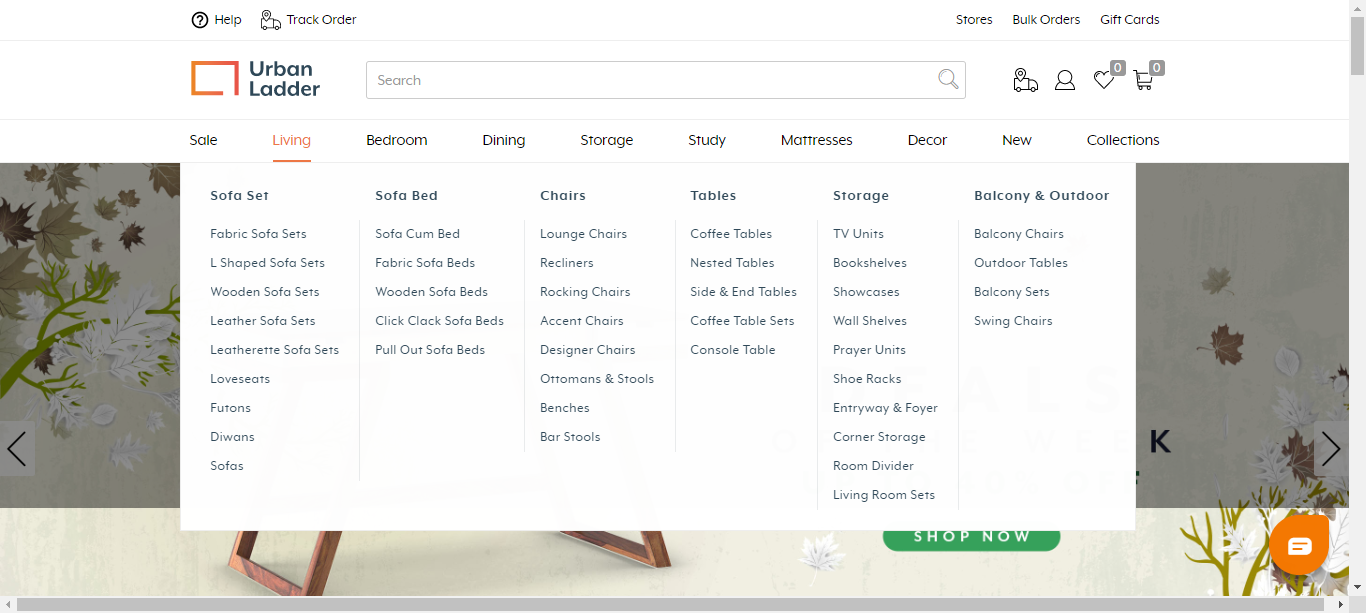 Help Track Order Stores Bulk Orders Gift Cards
Urban
Ladder
Search
0 0
Sale Living Bedroom Dining Storage Study Mattresses Decor New Collections
Sofa Set
Fabric Sofa Sets
L Shaped Sofa Sets
Wooden Sofa Sets
Leather Sofa Sets
Leatherette Sofa Sets
Loveseats
Futons
Diwans
Sofas
Sofa Bed
Sofa Cum Bed
Fabric Sofa Beds
Wooden Sofa Beds
Click Clack Sofa Beds
Pull Out Sofa Beds
Chairs
Lounge Chairs
Recliners
Rocking Chairs
Accent Chairs
Designer Chairs
Ottomans & Stools
Benches
Bar Stools
Tables
Coffee Tables
Nested Tables
Side & End Tables
Coffee Table Sets
Console Table
Storage
TV Units
Bookshelves
Showcases
Wall Shelves
Prayer Units
Shoe Racks
Entryway & Foyer
Corner Storage
Room Divider
Living Room Sets
Balcony & Outdoor
Balcony Chairs
Outdoor Tables
Balcony Sets
Swing Chairs
SHOP NOW